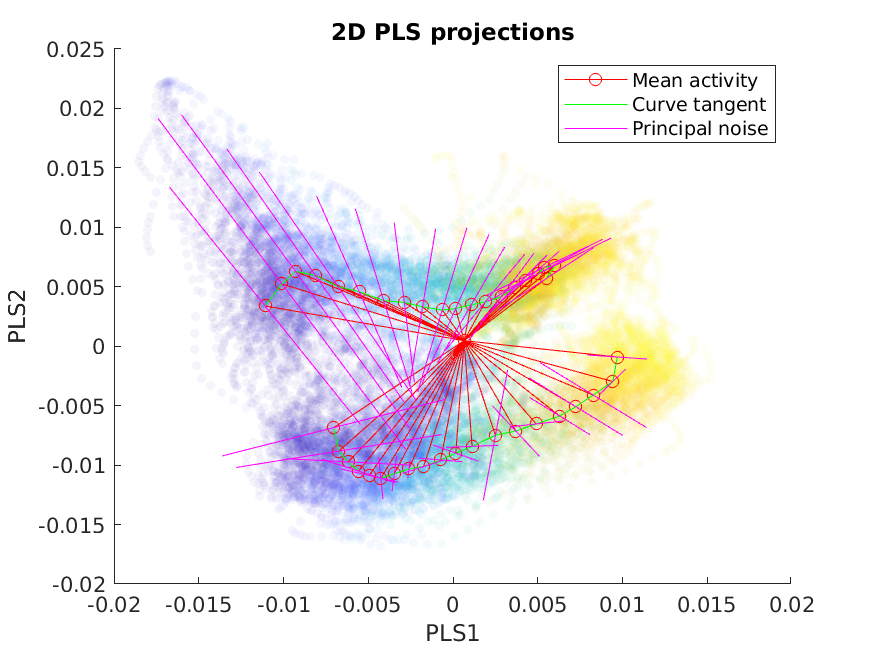 2D PLS projections
Mean activity
Curve tangent
Principal noise
0.025
0.02
0.015
0.01
0.005
0
-0.005
-0.01
-0.015
-0.02
PLS2
-0.02 -0.015 -0.01 -0.005 0 0.005 0.01 0.015 0.02
PLS1